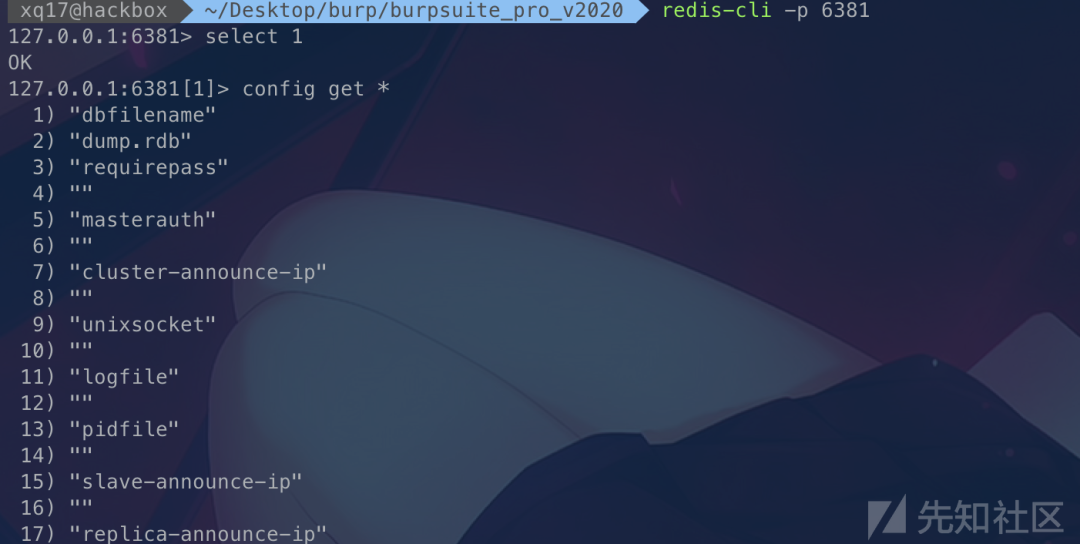 xq17@hackbox ~/Desktop/burp/burpsuite_pro_v2020 redis-cli -p 6381
127.0.0.1:6381> select 1
OK
127.0.0.1:6381[1]> config get *
1) "dbfilename"
2) "dump.rdb"
3) "requirepass"
4) ""
5) "masterauth"
6) ""
7) "cluster-announce-ip"
8) ""
9) "unixsocket"
10) ""
11) "logfile"
12) ""
13) "pidfile"
14) ""
15) "slave-announce-ip"
16) ""
17) "replica-announce-ip"
先知社区